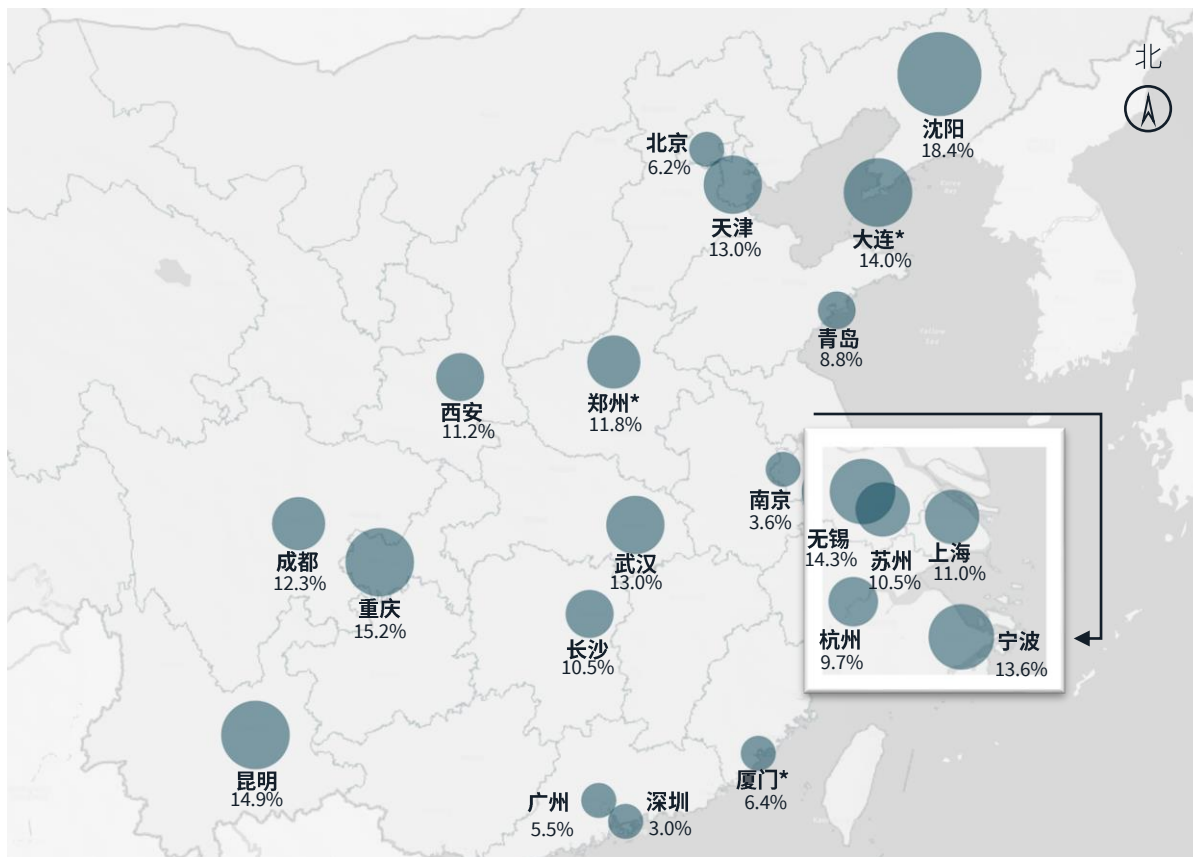 北
沈阳
18.4%
北京
6.2%
天津
13.0%
大连*
14.0%
青岛
8.8%
西安
11.2%
郑州*
11.8%
南京
3.6%
无锡
14.3%
苏州
10.5%
上海
11.0%
成都
12.3%
重庆
15.2%
武汉
13.0%
长沙
10.5%
杭州
9.7%
宁波
13.6%
昆明
14.9%
厦门*
6.4%
广州
5.5%
深圳
3.0%